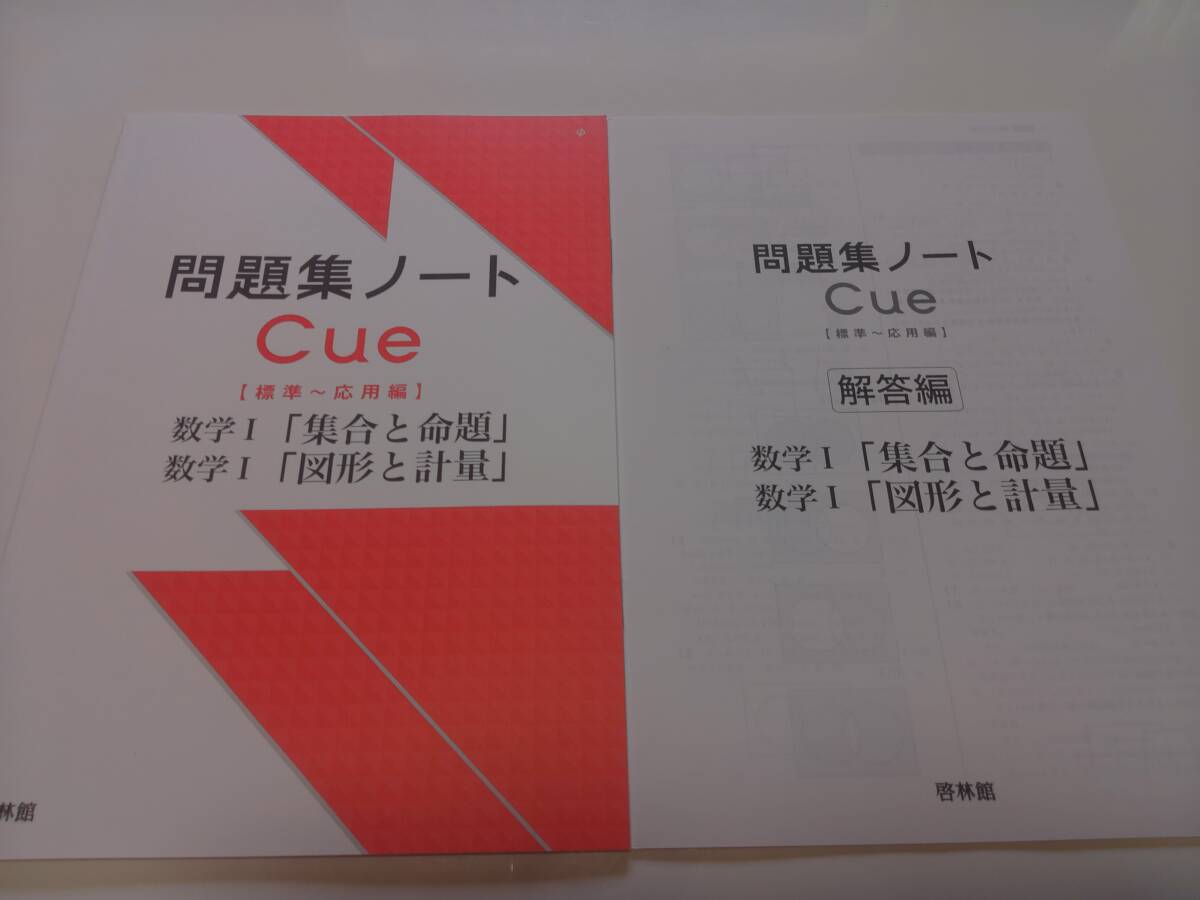 問題集ノート
Cue
【標準～応用編】
数学Ⅰ「集合と命題」
数学Ⅰ「図形と計量」
林館
問題集ノート
Cue
【標準～応用編】
解答編
数学Ⅰ「集合と命題」
数学Ⅰ「図形と計量」
啓林館